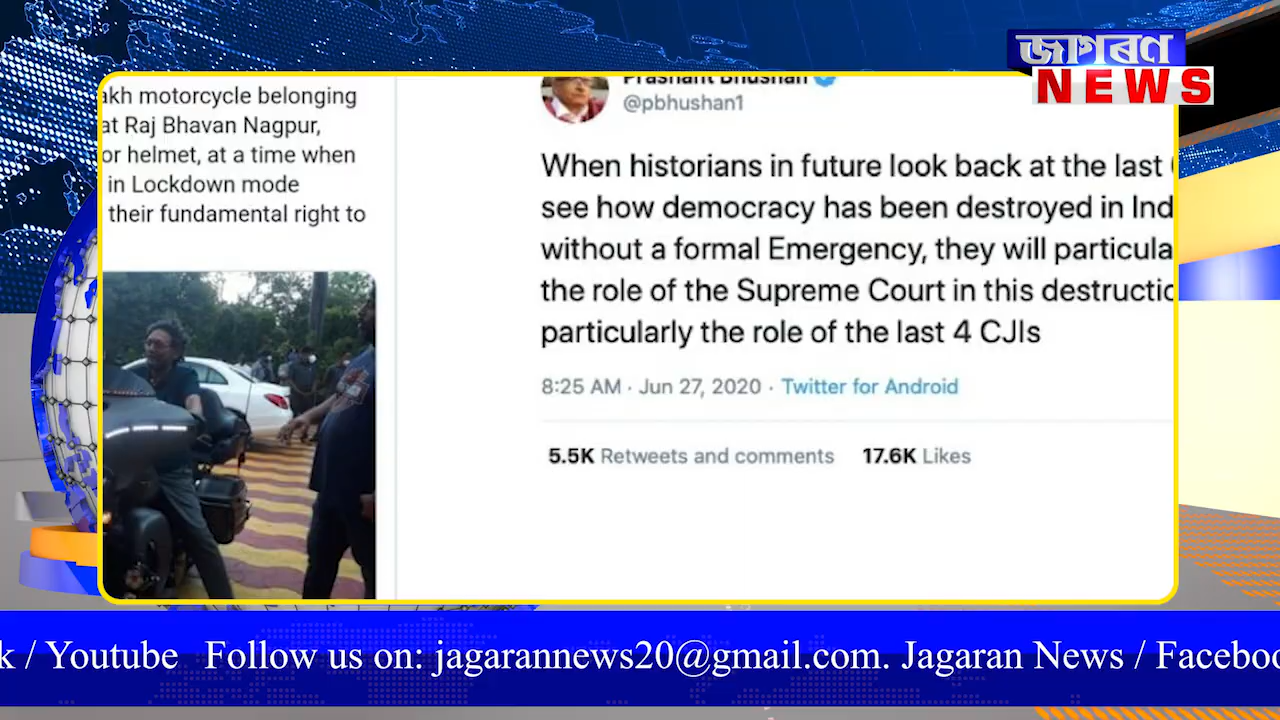 জাগৰণ
NEWS
akh motorcycle belonging
at Raj Bhavan Nagpur,
or helmet, at a time when
in Lockdown mode
their fundamental right to
Prashant Bhushan
@pbhushan1
When historians in future look back at the last
see how democracy has been destroyed in Ind
without a formal Emergency, they will particula
the role of the Supreme Court in this destructio
particularly the role of the last 4 CJIs
8:25 AM · Jun 27, 2020 · Twitter for Android
5.5K Retweets and comments 17.6K Likes
k / Youtube Follow us on: jagarannews20@gmail.com. Jagaran News / Faceboo